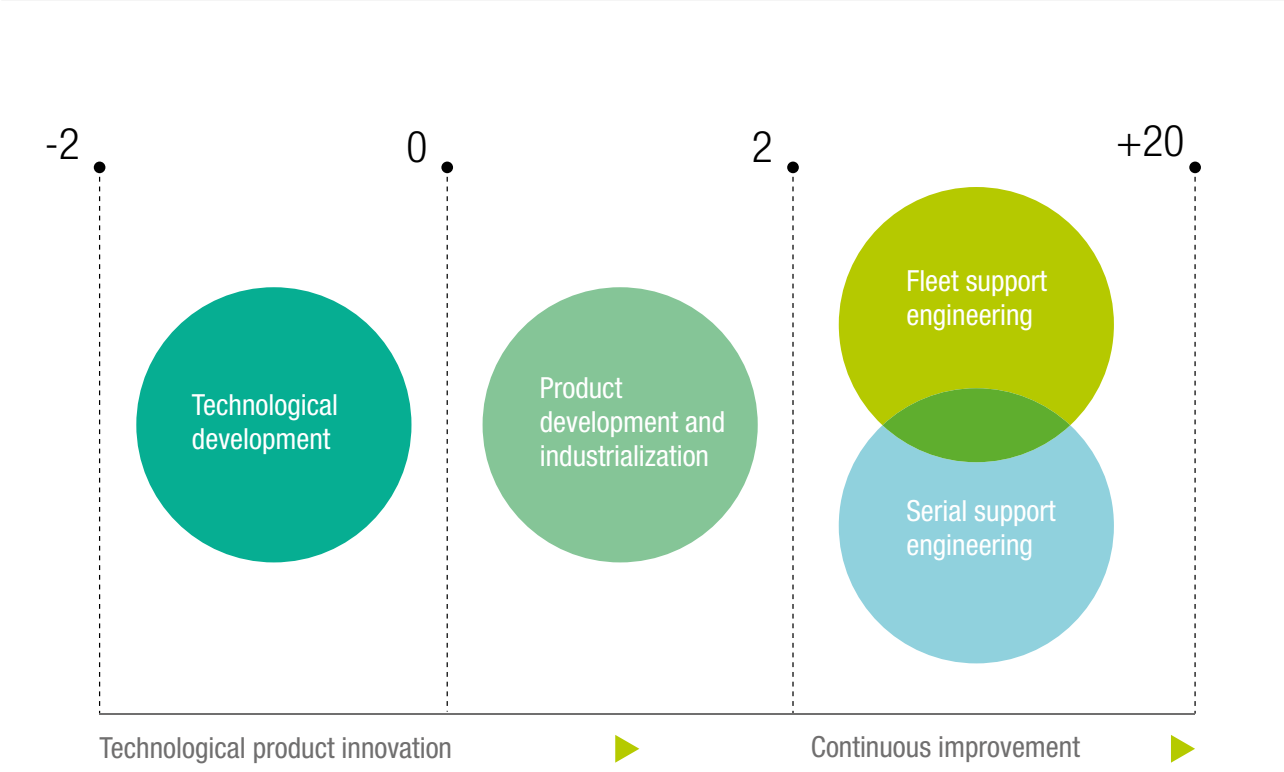 -2
0
2
+20
Technological
development
Product
development and
industrialization
Fleet support
engineering
Serial support
engineering
Technological product innovation
Continuous improvement